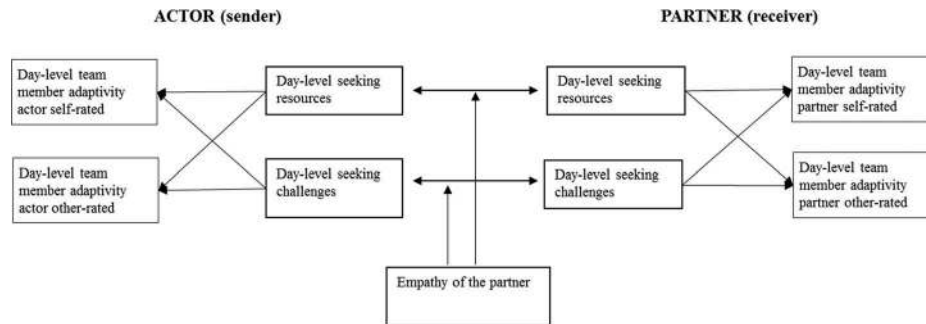 ACTOR (sender)
PARTNER (receiver)
Day-level team
member adaptivity
actor self-rated
Day-level seeking
resources
Day-level seeking
resources
Day-level team
member adaptivity
partner self-rated
Day-level team
member adaptivity
actor other-rated
Day-level seeking
challenges
Day-level seeking
challenges
Day-level team
member adaptivity
partner other-rated
Empathy of the partner